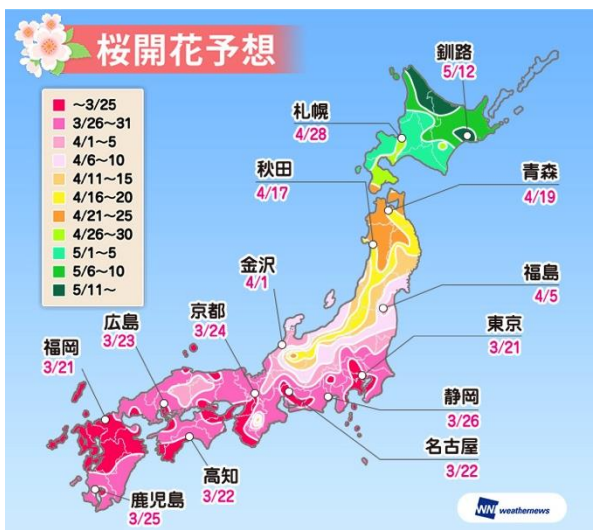 桜開花予想
～3/25
3/26～31
4/1～5
4/6～10
4/11～15
4/16～20
4/21～25
4/26～30
5/1～5
5/6～10
5/11～
釧路
5/12
札幌
4/28
秋田
4/17
青森
4/19
金沢
4/1
福島
4/5
京都
3/24
広島
3/23
福岡
3/21
東京
3/21
静岡
3/26
名古屋
3/22
高知
3/22
鹿児島
3/25
WNI weathernews